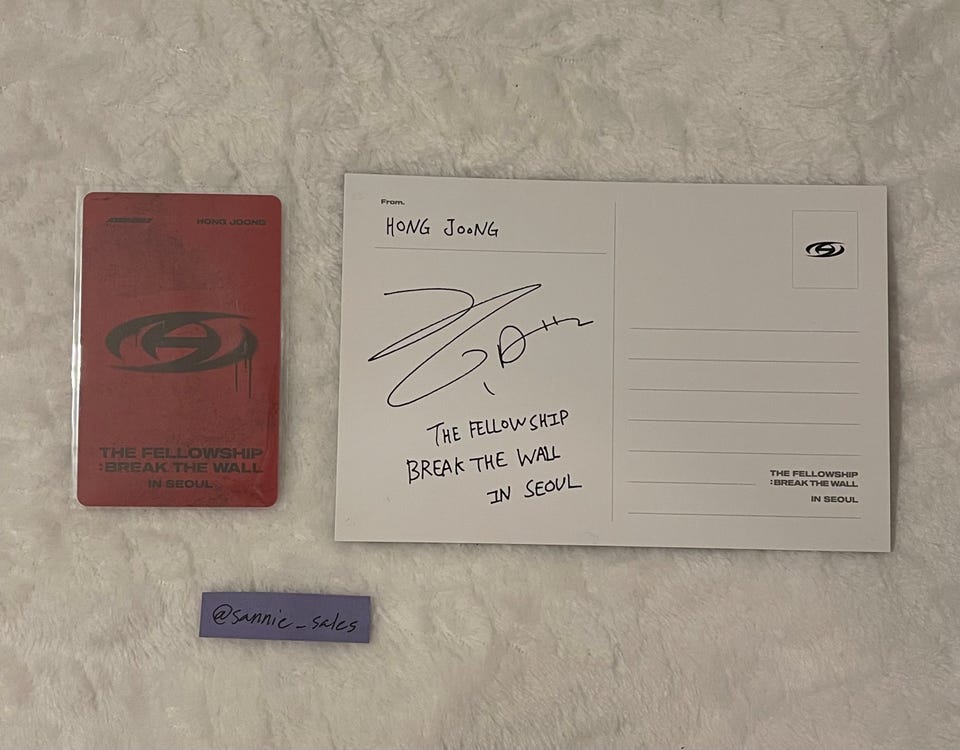 HONG JOONG
THE FELLOWSHIP
:BREAK THE WALL
IN SEOUL
From.
HONG JOONG
THE FELLOWSHIP
BREAK THE WALL
IN SEOUL
THE FELLOWSHIP
:BREAK THE WALL
IN SEOUL
@sannie_sales